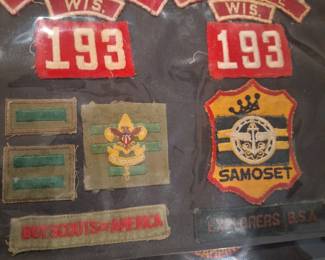 WIS.
WIS.
193
193
SAMOSET
BOY SCOUTS OF AMERICA
EXPLORERS B.S.A.